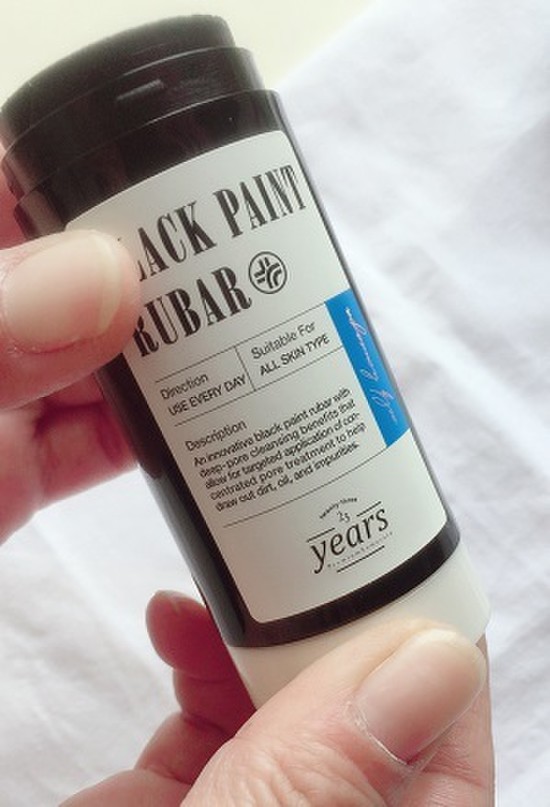 LACK PAINT
RUBAR
Direction
USE EVERY DAY
Suitable For
ALL SKIN TYPE
Description
An innovative black paint rubar with
deep-pore cleansing benefits that
allow for targeted application of con-
centrated pore treatment to help
draw out dirt, oil, and impurities.
twenty three
23
years